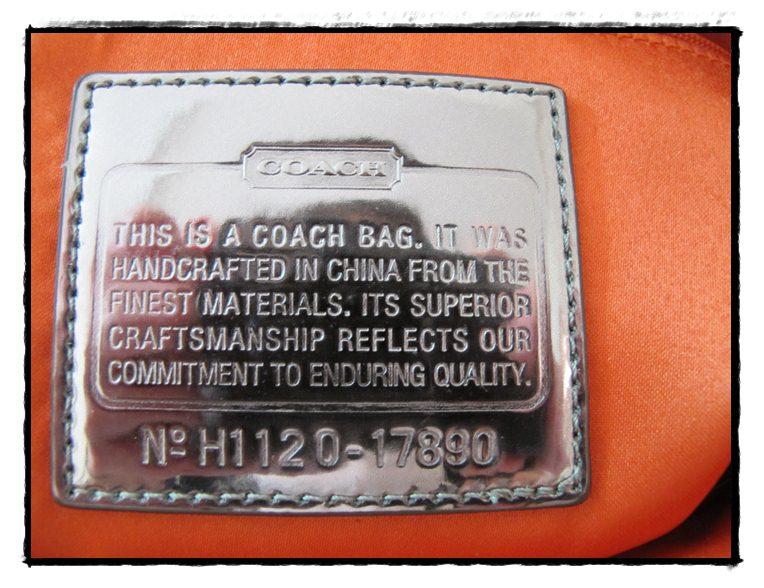 COACH
THIS IS A COACH BAG. IT WAS
HANDCRAFTED IN CHINA FROM THE
FINEST MATERIALS. ITS SUPERIOR
CRAFTSMANSHIP REFLECTS OUR
COMMITMENT TO ENDURING QUALITY.
Nº H1120-17890